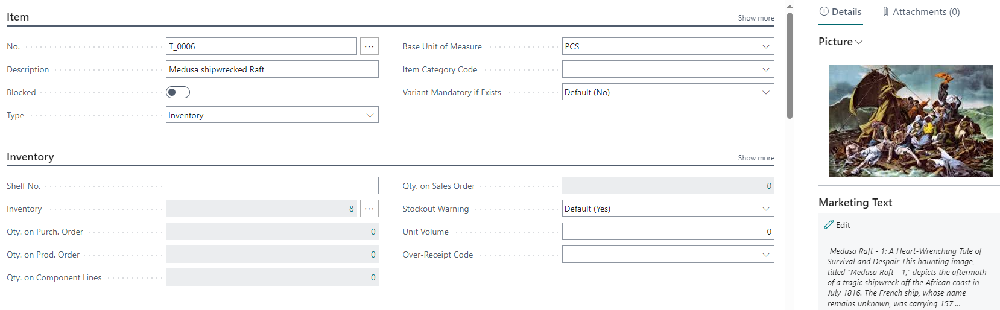 Item
Show more
No.
T_0006
...
Base Unit of Measure
PCS
Description
Medusa shipwrecked Raft
Item Category Code
Blocked
Variant Mandatory if Exists
Default (No)
Type
Inventory
Inventory
Show more
Shelf No.
Qty. on Sales Order
0
Inventory
8
...
Stockout Warning
Default (Yes)
Qty. on Purch. Order
0
Unit Volume
0
Qty. on Prod. Order
0
Over-Receipt Code
Qty. on Component Lines
0
Details
Attachments (0)
Picture
Marketing Text
Edit
Medusa Raft - 1: A Heart-Wrenching Tale of
Survival and Despair This haunting image,
titled "Medusa Raft - 1," depicts the aftermath
of a tragic shipwreck off the African coast in
July 1816. The French ship, whose name
remains unknown, was carrying 157 ...